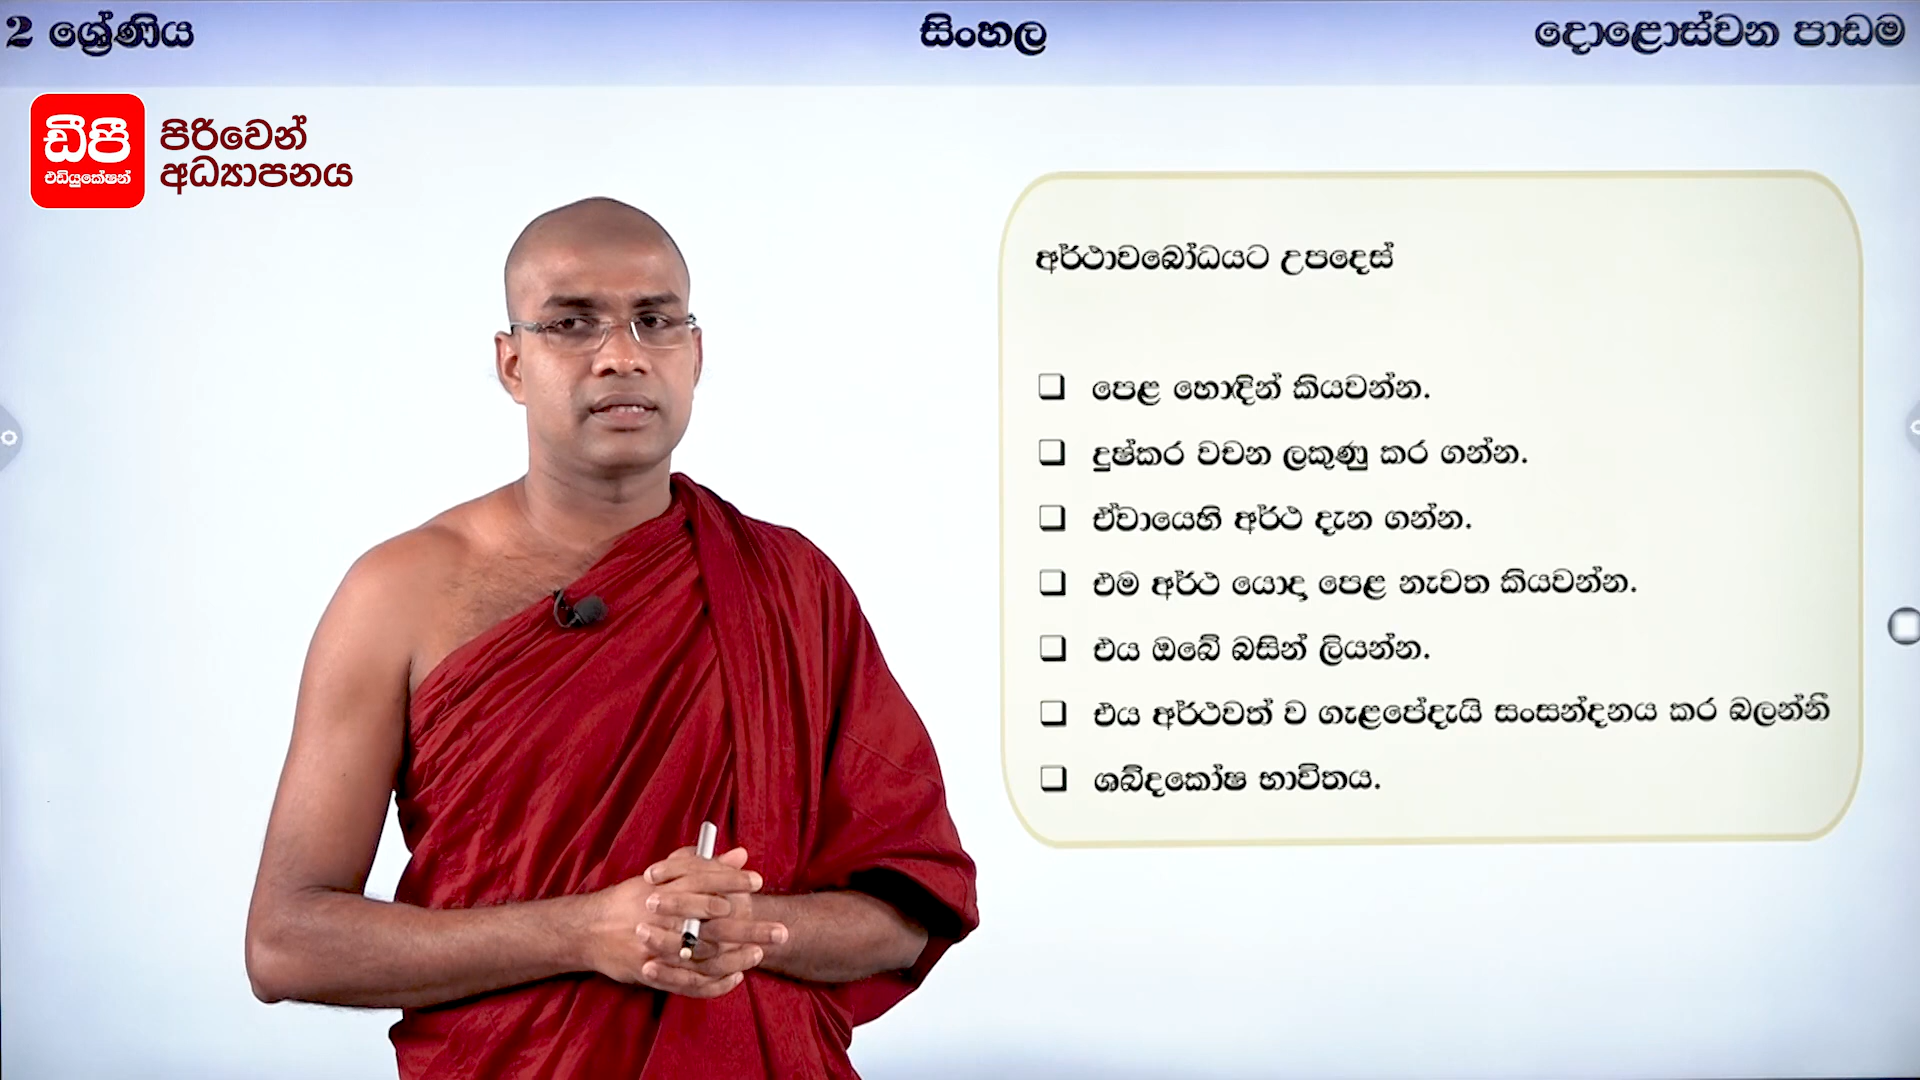 2 ශ්‍රේණිය
සිංහල
දොළොස්වන පාඩම
ඩීපී
එඩියුකේෂන්
පිරිවෙන්
අධ්‍යාපනය
අර්ථාවබෝධයට උපදෙස්
පෙළ හොඳින් කියවන්න.
දුෂ්කර වචන ලකුණු කර ගන්න.
ඒවායෙහි අර්ථ දැන ගන්න.
එම අර්ථ යොදා පෙළ නැවත කියවන්න.
එය ඔබේ බසින් ලියන්න.
එය අර්ථවත් ව ගැළපේදැයි සංසන්දනය කර බලන්න
ශබ්දකෝෂ භාවිතය.